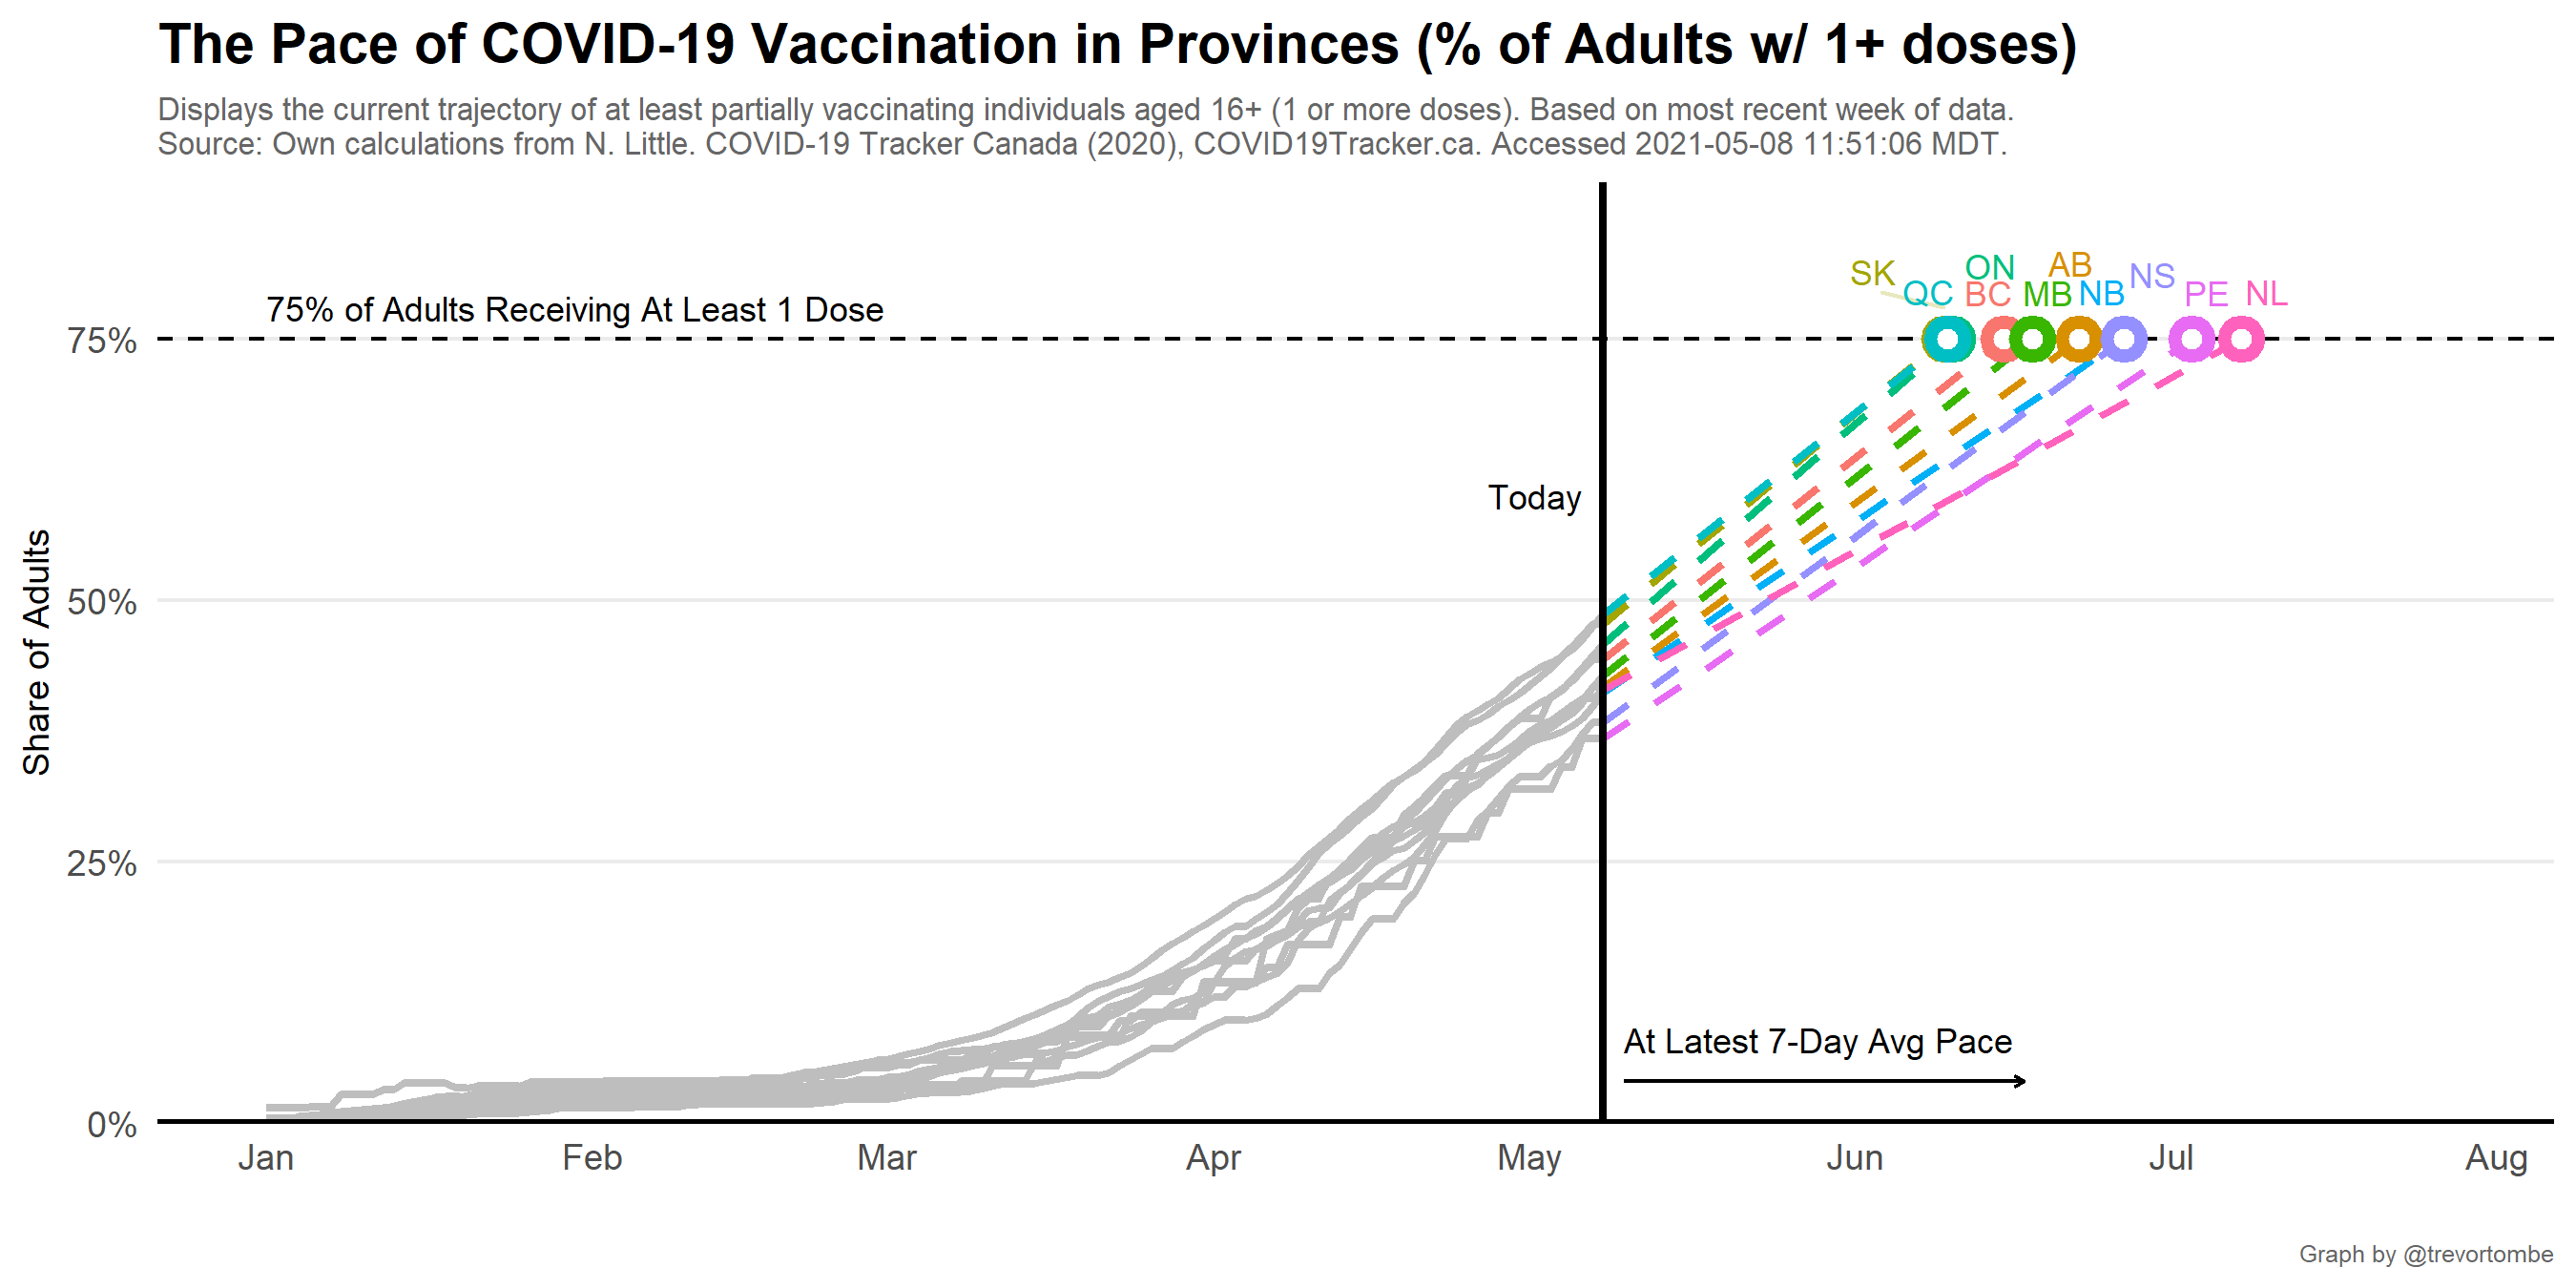 The Pace of COVID-19 Vaccination in Provinces (% of Adults w/ 1+ doses)
Displays the current trajectory of at least partially vaccinating individuals aged 16+ (1 or more doses). Based on most recent week of data.
Source: Own calculations from N. Little. COVID-19 Tracker Canada (2020), COVID19Tracker.ca. Accessed 2021-05-08 11:51:06 MDT.
SK
QC
ON
BC
MB
AB
NB
NS
PE
NL
75% of Adults Receiving At Least 1 Dose
75%
Today
50%
Share of Adults
25%
At Latest 7-Day Avg Pace
0%
Jan Feb Mar Apr May Jun Jul Aug
Graph by @trevortombe